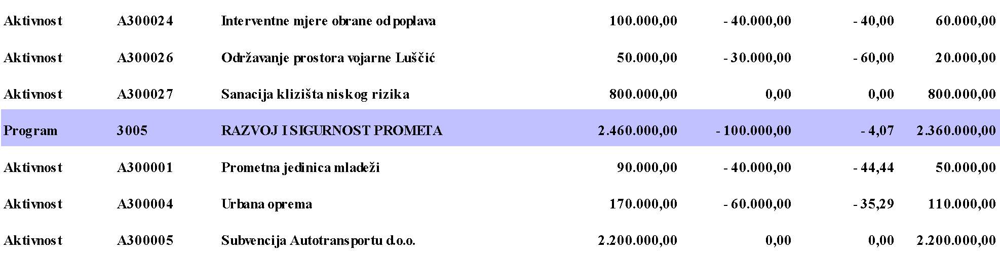 Aktivnost A300024 Interventne mjere obrane od poplava 100.000,00 -40.000,00 -40,00 60.000,00
Aktivnost A300026 Održavanje prostora vojarne Luščić 50.000,00 -30.000,00 -60,00 20.000,00
Aktivnost A300027 Sanacija klizišta niskog rizika 800.000,00 0,00 0,00 800.000,00
Program 3005 RAZVOJ I SIGURNOST PROMETA 2.460.000,00 -100.000,00 -4,07 2.360.000,00
Aktivnost A300001 Prometna jedinica mladeži 90.000,00 -40.000,00 -44,44 50.000,00
Aktivnost A300004 Urbana oprema 170.000,00 -60.000,00 -35,29 110.000,00
Aktivnost A300005 Subvencija Autotransportu d.o.o. 2.200.000,00 0,00 0,00 2.200.000,00